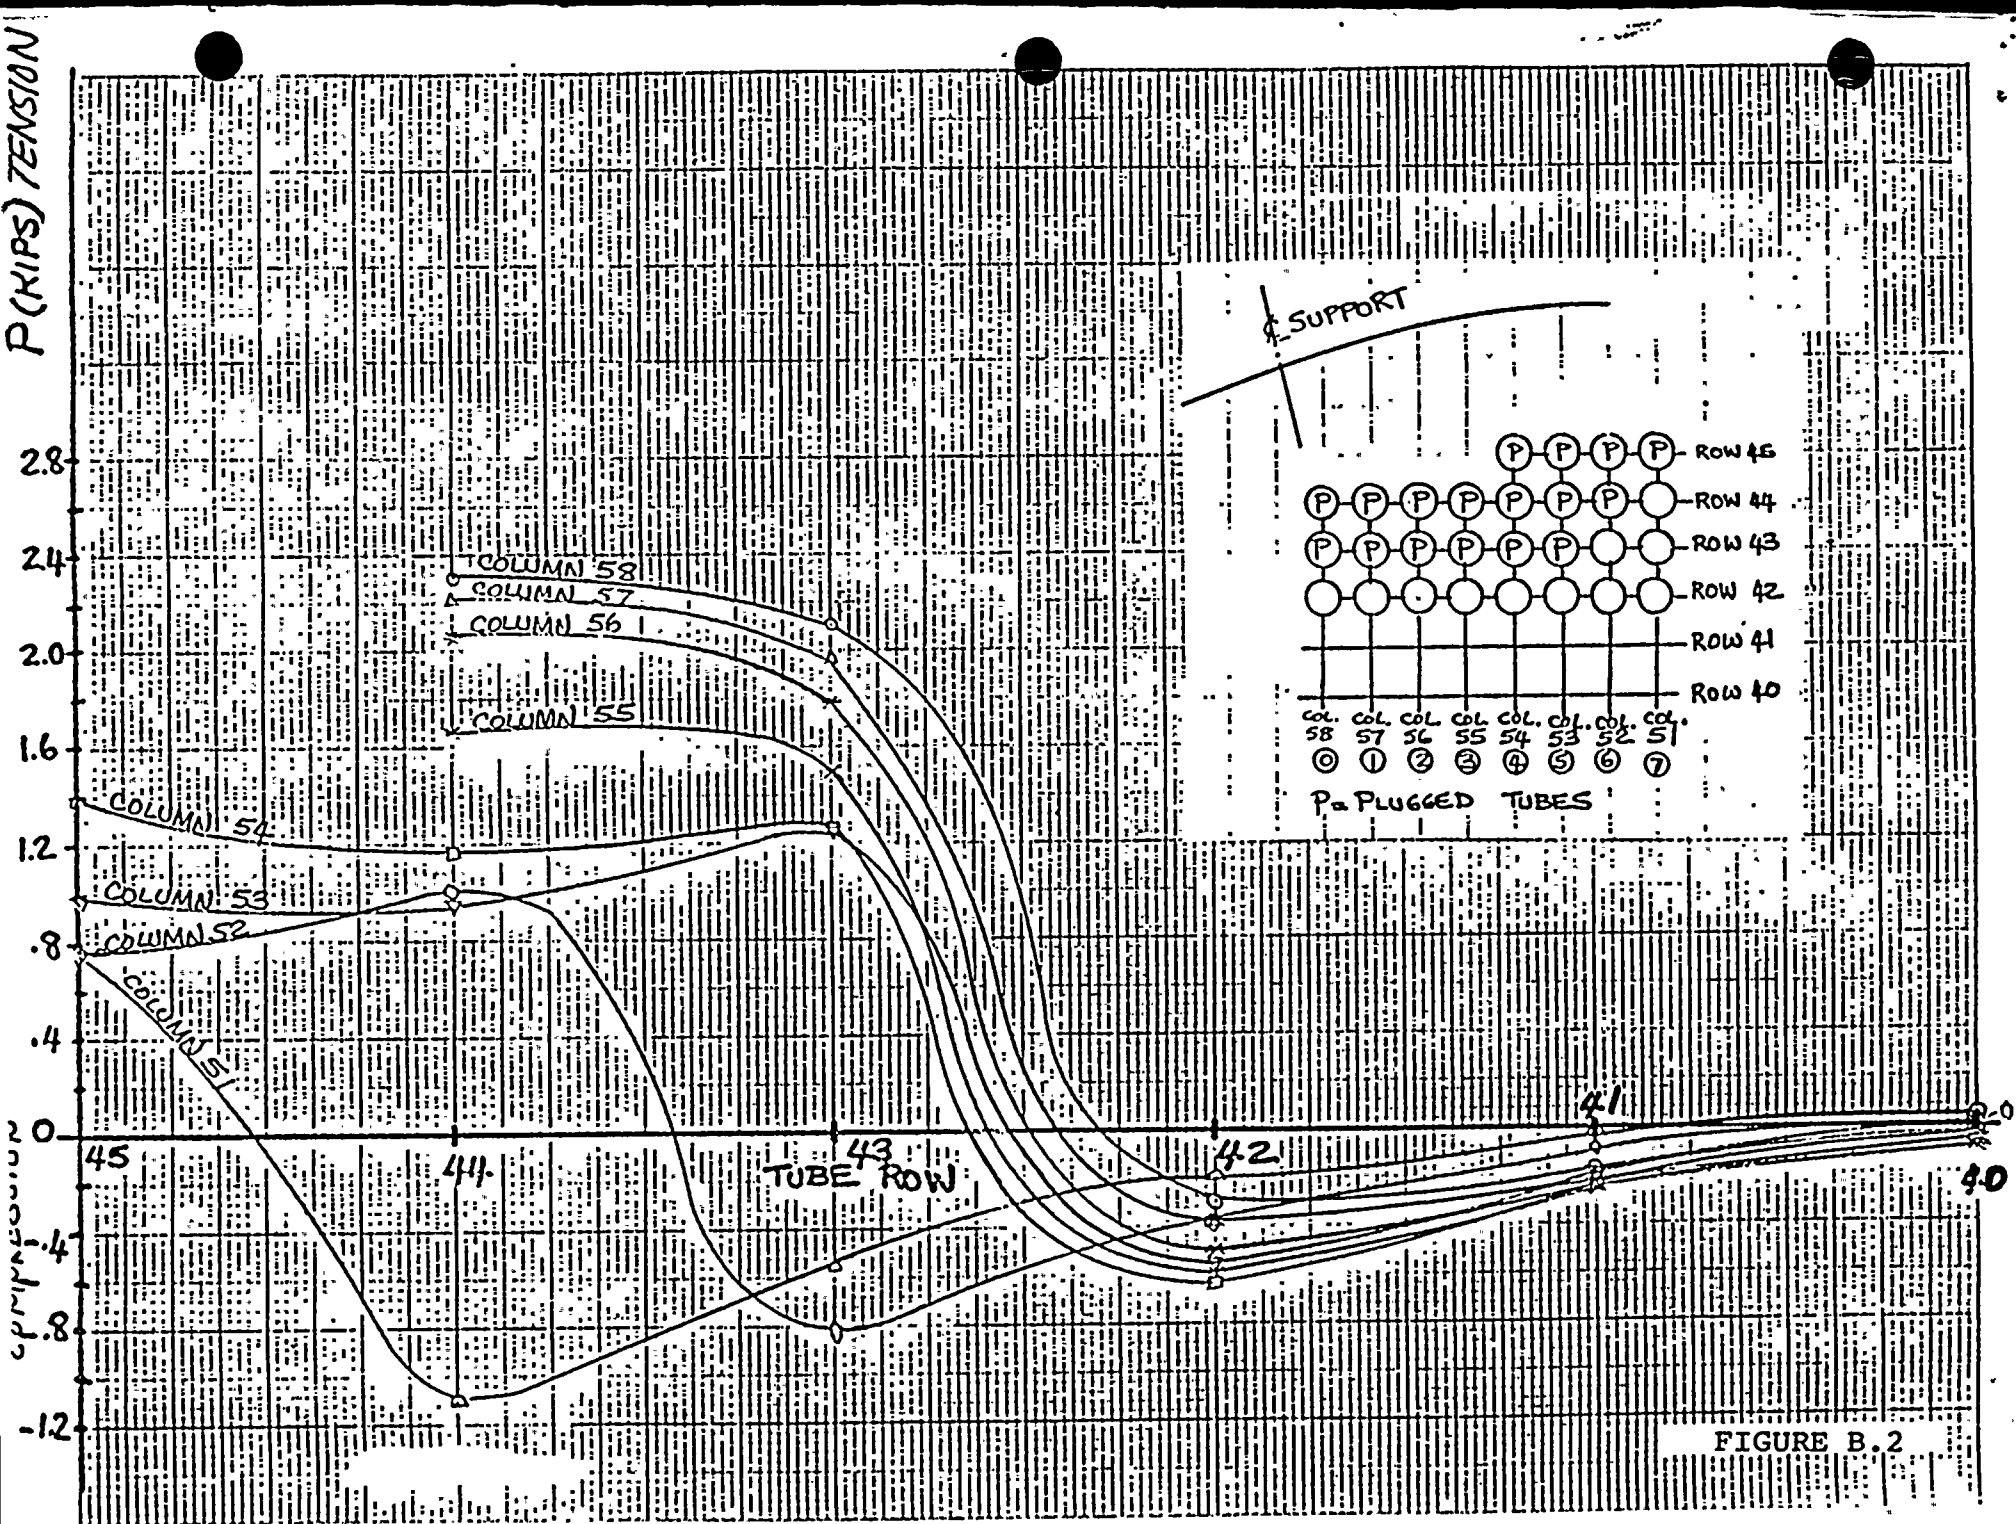 P(KIPS) TENSION
2.8
2.4
2.0
1.6
1.2
.8
.4
0
-.4
-.8
-1.2
COLUMN 58
COLUMN 57
COLUMN 56
COLUMN 55
COLUMN 54
COLUMN 53
COLUMN 52
COLUMN 51
45
44
43
42
41
40
0
TUBE ROW
℄ SUPPORT
P P P P ROW 45
P P P P P P P ROW 44
P P P P P P ROW 43
ROW 42
ROW 41
ROW 40
COL. 58 COL. 57 COL. 56 COL 55 COL. 54 COL. 53 COL. 52 COL. 51
0 1 2 3 4 5 6 7
P= PLUGGED TUBES
FIGURE B.2